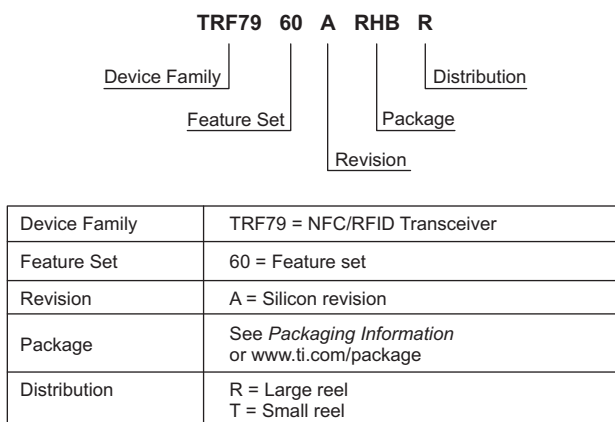 TRF79 60 A RHB R
Device Family
Distribution
Feature Set
Package
Revision
Device Family TRF79 = NFC/RFID Transceiver
Feature Set 60 = Feature set
Revision A = Silicon revision
Package See Packaging Information
or www.ti.com/package
Distribution R = Large reel
T = Small reel